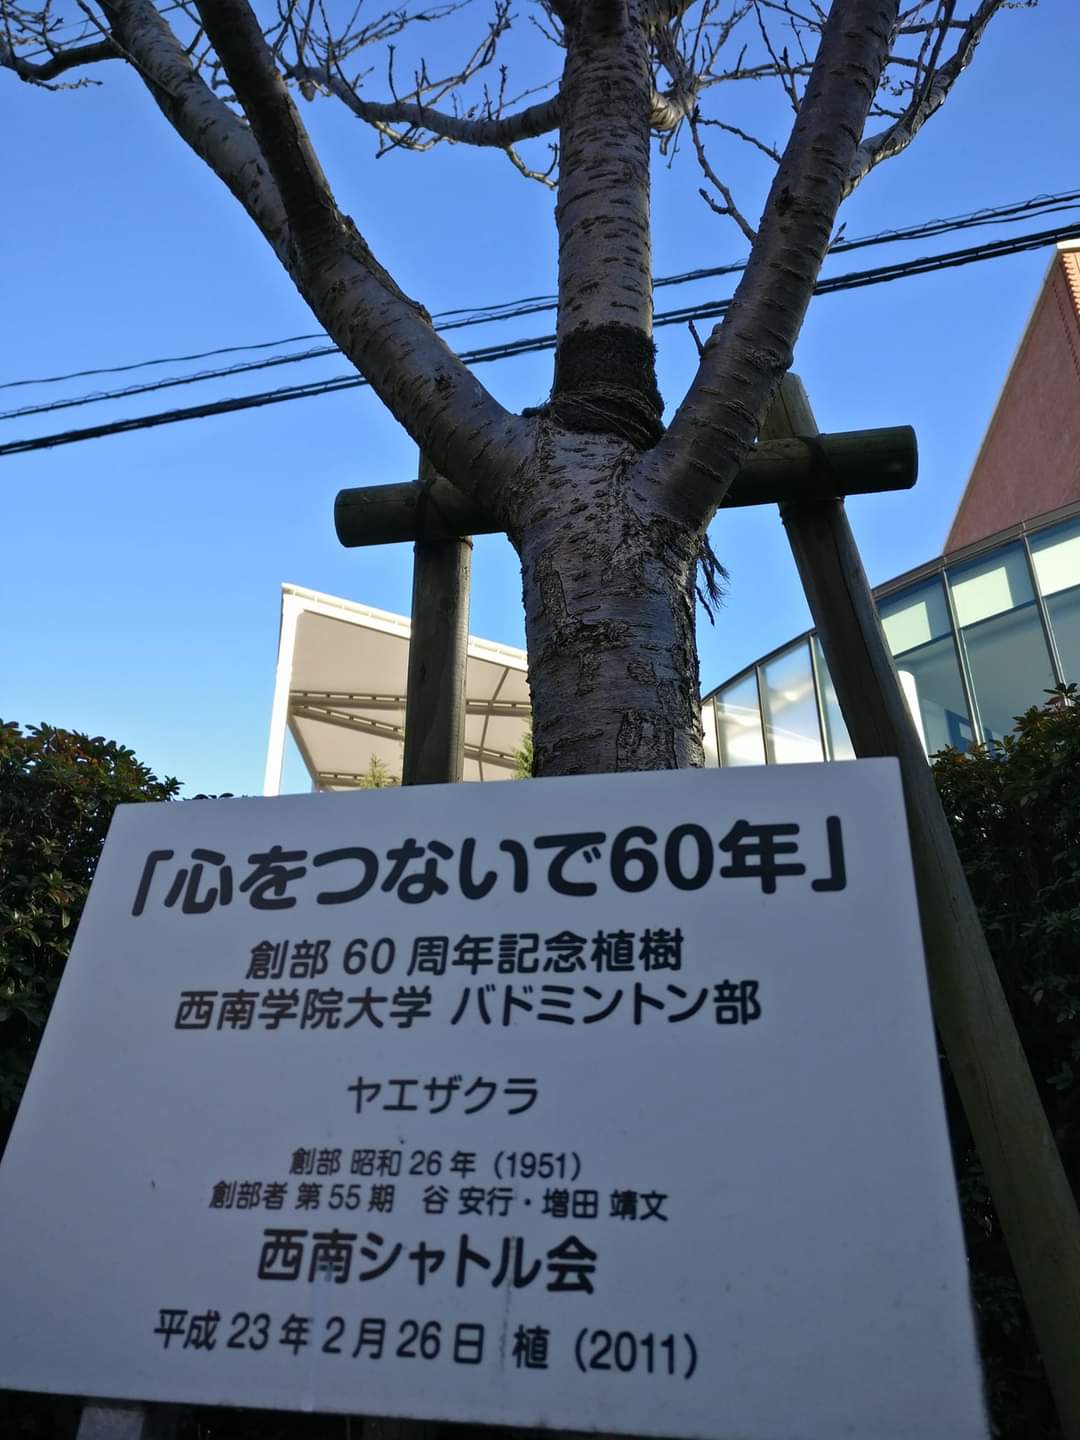 「心をつないで60年」
創部 60 周年記念植樹
西南学院大学 バドミントン部
ヤエザクラ
創部 昭和 26 年（1951）
創部者 第 55 期　谷 安行・増田 靖文
西南シャトル会
平成 23 年 2 月 26 日 植（2011）